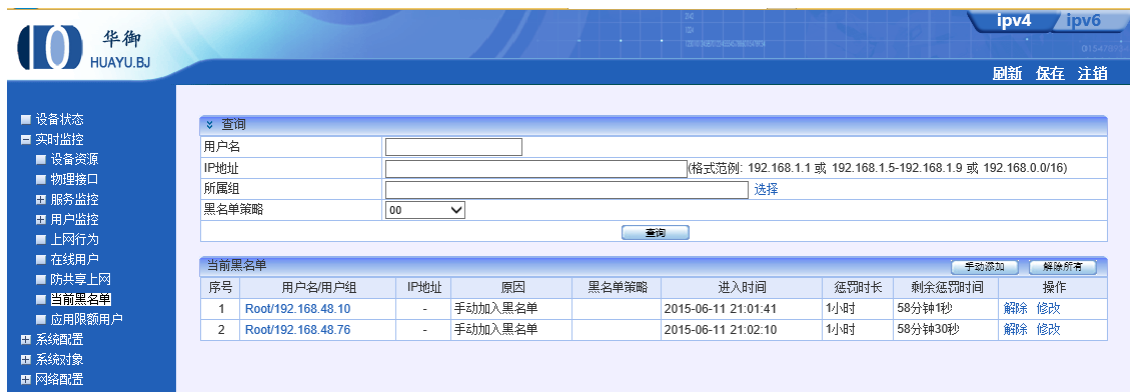 ipv4 ipv6
华御
HUAYU.BJ
刷新 保存 注销
设备状态
实时监控
设备资源
物理接口
服务监控
用户监控
上网行为
在线用户
防共享上网
当前黑名单
应用限额用户
系统配置
系统对象
网络配置
查询
用户名
IP地址 (格式范例: 192.168.1.1 或 192.168.1.5-192.168.1.9 或 192.168.0.0/16)
所属组 选择
黑名单策略 00
查询
当前黑名单 手动添加 解除所有
序号 用户名/用户组 IP地址 原因 黑名单策略 进入时间 惩罚时长 剩余惩罚时间 操作
1 Root/192.168.48.10 - 手动加入黑名单 2015-06-11 21:01:41 1小时 58分钟1秒 解除 修改
2 Root/192.168.48.76 - 手动加入黑名单 2015-06-11 21:02:10 1小时 58分钟30秒 解除 修改